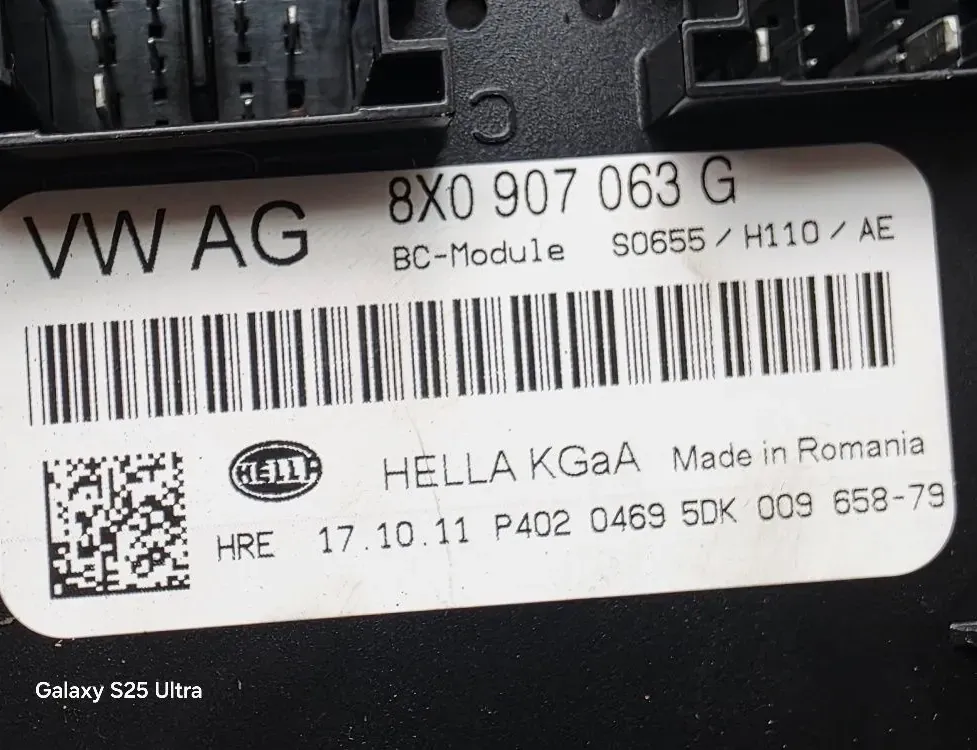 C
VW AG 8X0 907 063 G
BC-Module S0655 / H110 / AE
HELLA HELLA KGaA Made in Romania
HRE 17.10.11 P402 0469 5DK 009 658-79
Galaxy S25 Ultra